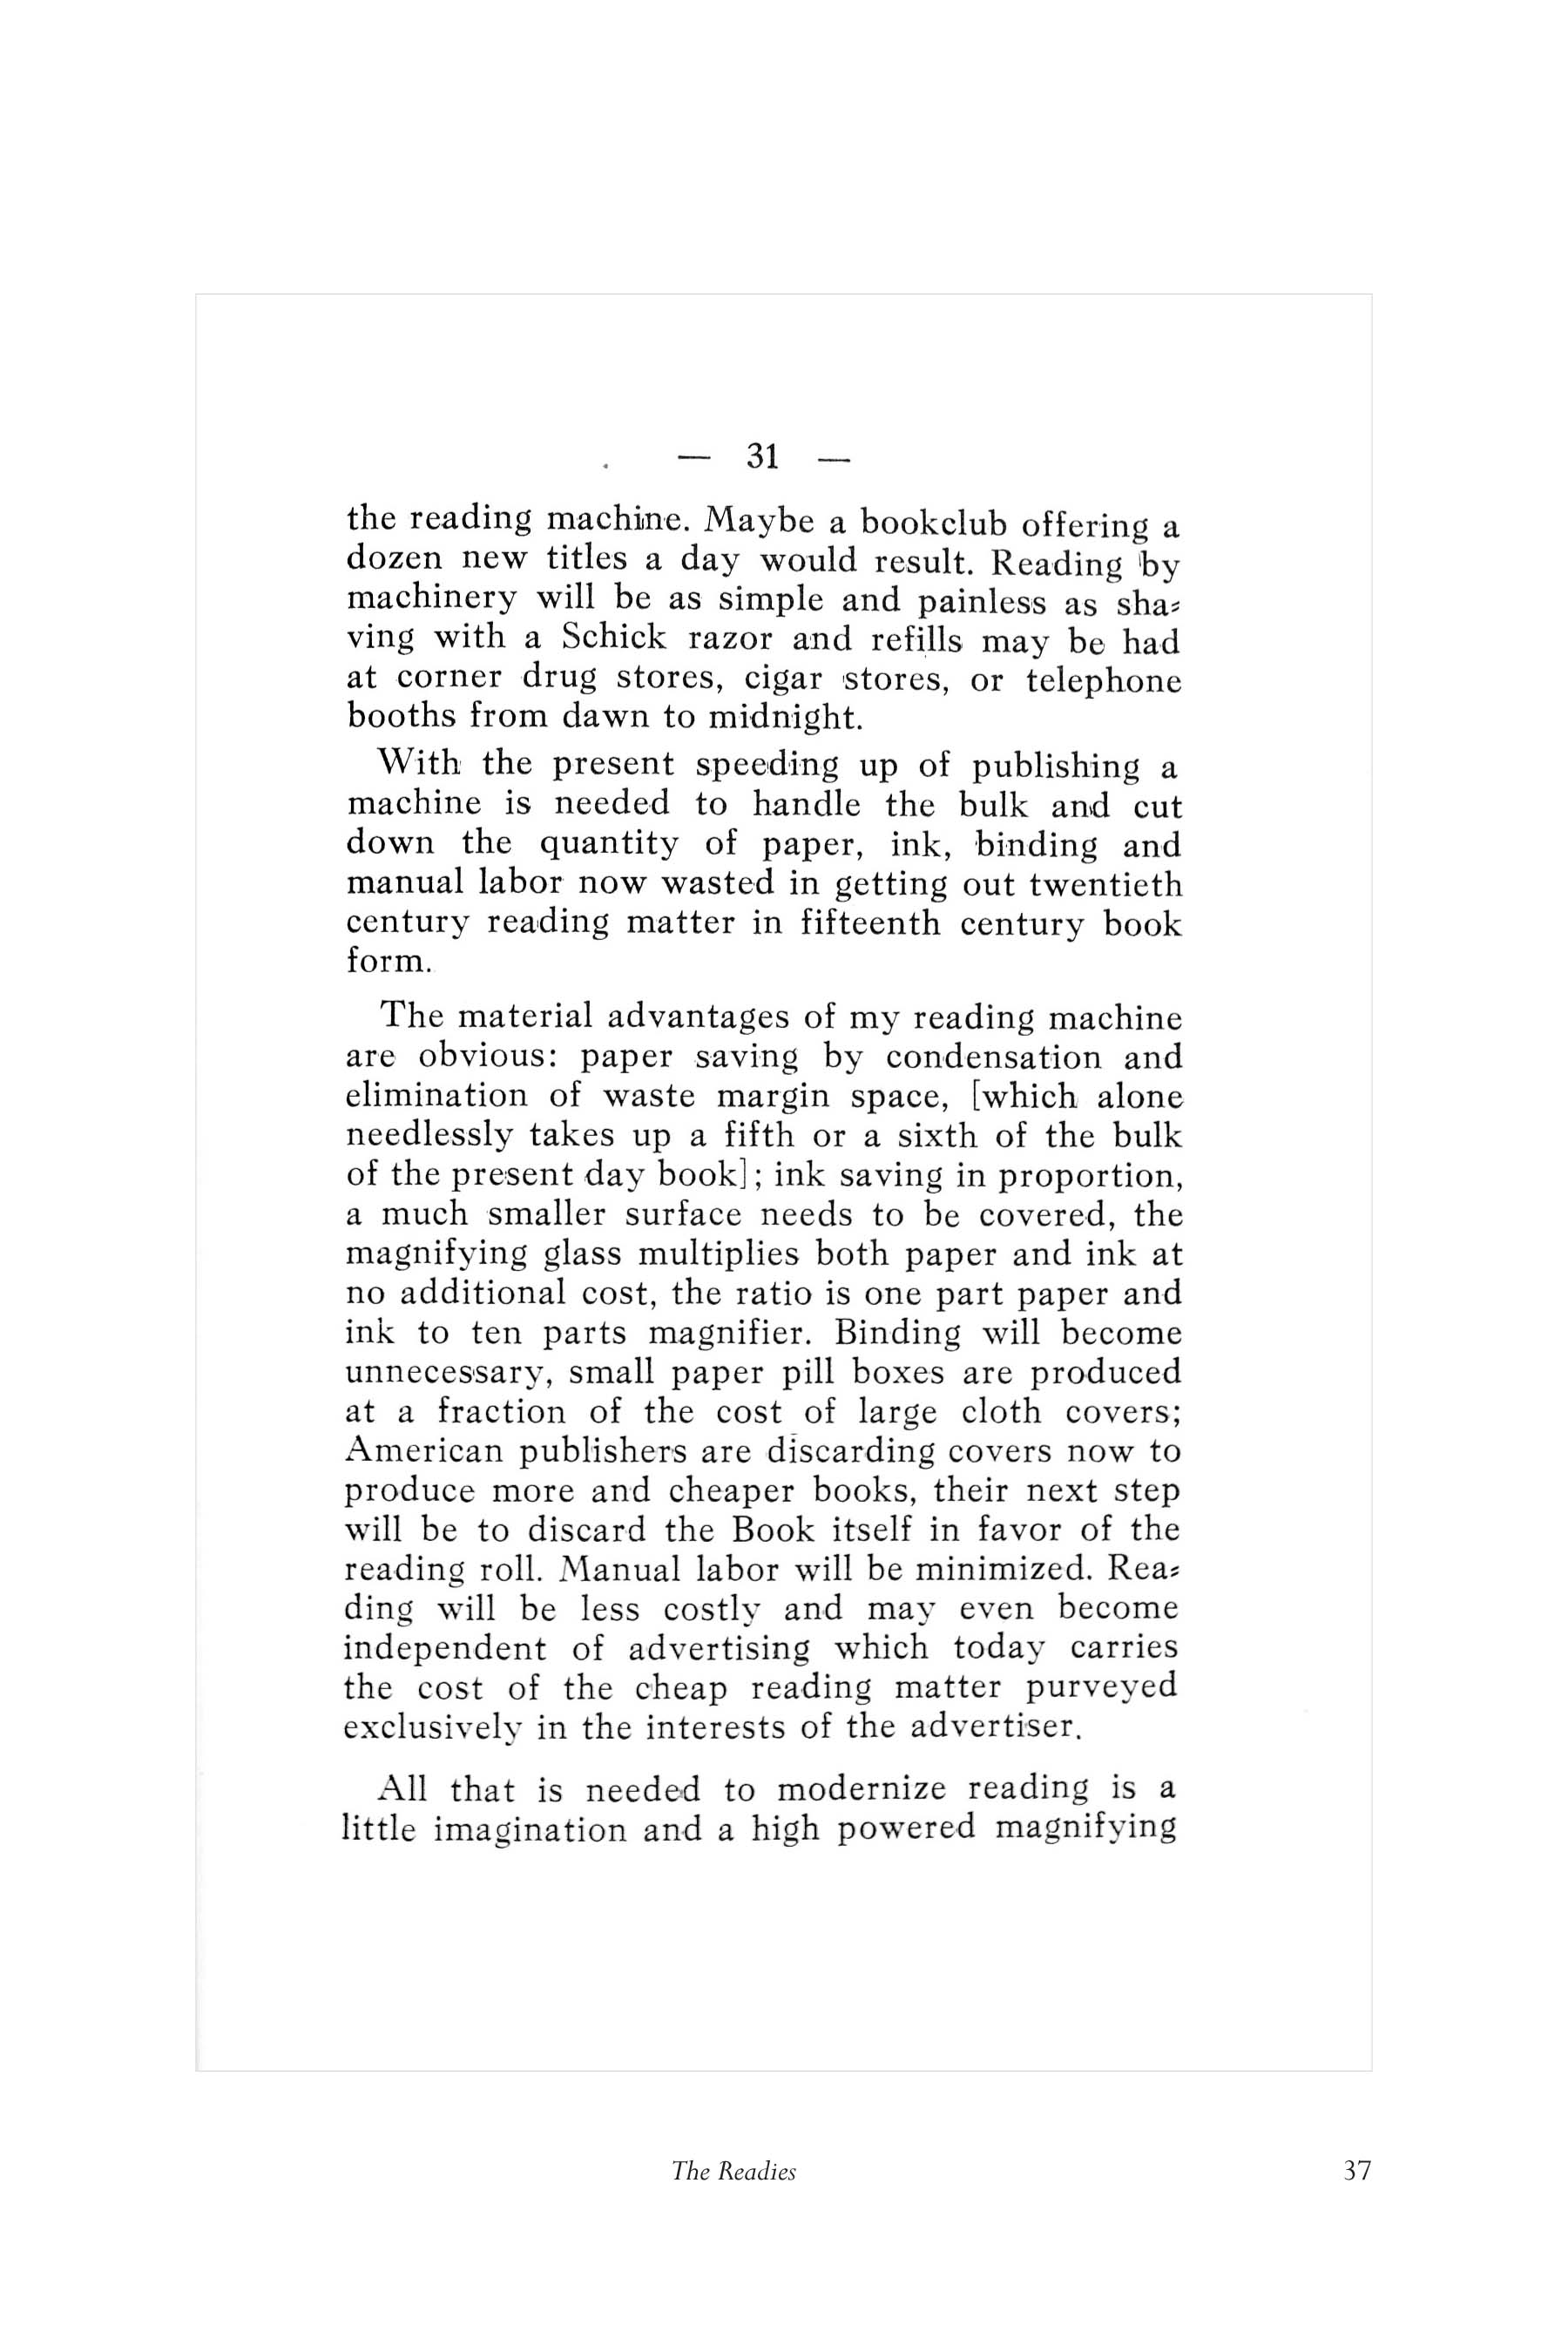 — 31 —
the reading machine. Maybe a bookclub offering a
dozen new titles a day would result. Reading by
machinery will be as simple and painless as sha-
ving with a Schick razor and refills may be had
at corner drug stores, cigar stores, or telephone
booths from dawn to midnight.
With the present speeding up of publishing a
machine is needed to handle the bulk and cut
down the quantity of paper, ink, binding and
manual labor now wasted in getting out twentieth
century reading matter in fifteenth century book
form.
The material advantages of my reading machine
are obvious: paper saving by condensation and
elimination of waste margin space, [which alone
needlessly takes up a fifth or a sixth of the bulk
of the present day book]; ink saving in proportion,
a much smaller surface needs to be covered, the
magnifying glass multiplies both paper and ink at
no additional cost, the ratio is one part paper and
ink to ten parts magnifier. Binding will become
unnecessary, small paper pill boxes are produced
at a fraction of the cost of large cloth covers;
American publishers are discarding covers now to
produce more and cheaper books, their next step
will be to discard the Book itself in favor of the
reading roll. Manual labor will be minimized. Rea-
ding will be less costly and may even become
independent of advertising which today carries
the cost of the cheap reading matter purveyed
exclusively in the interests of the advertiser.
All that is needed to modernize reading is a
little imagination and a high powered magnifying
The Readies 37